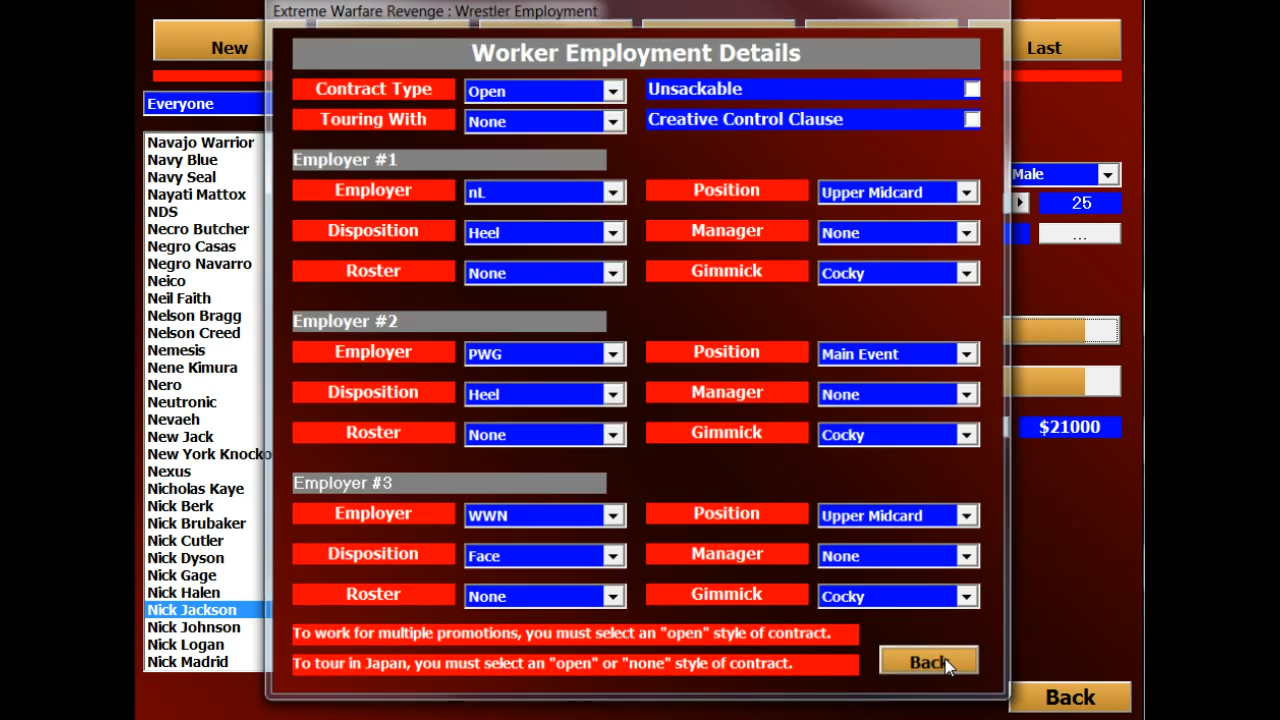 Extreme Warfare Revenge : Wrestler Employment
New
Last
Worker Employment Details
Contract Type Open Unsackable
Touring With None Creative Control Clause
Employer #1
Employer nL Position Upper Midcard
Disposition Heel Manager None
Roster None Gimmick Cocky
Employer #2
Employer PWG Position Main Event
Disposition Heel Manager None
Roster None Gimmick Cocky
Employer #3
Employer WWN Position Upper Midcard
Disposition Face Manager None
Roster None Gimmick Cocky
To work for multiple promotions, you must select an "open" style of contract.
To tour in Japan, you must select an "open" or "none" style of contract.
Back
Everyone
Navajo Warrior
Navy Blue
Navy Seal
Nayati Mattox
NDS
Necro Butcher
Negro Casas
Negro Navarro
Neico
Neil Faith
Nelson Bragg
Nelson Creed
Nemesis
Nene Kimura
Nero
Neutronic
Nevaeh
New Jack
New York Knocko
Nexus
Nicholas Kaye
Nick Berk
Nick Brubaker
Nick Cutler
Nick Dyson
Nick Gage
Nick Halen
Nick Jackson
Nick Johnson
Nick Logan
Nick Madrid
Male
25
...
$21000
Back